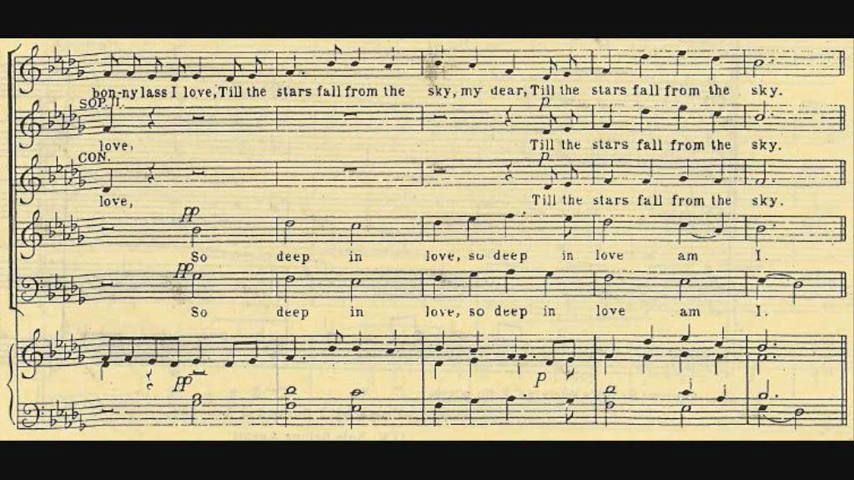 bon-ny lass I love, Till the stars fall from the sky, my dear, Till the stars fall from the sky.
SOP. II.
p
love, Till the stars fall from the sky.
CON.
p
love, Till the stars fall from the sky.
pp
So deep in love, so deep in love am I.
pp
So deep in love, so deep in love am I.
pp p